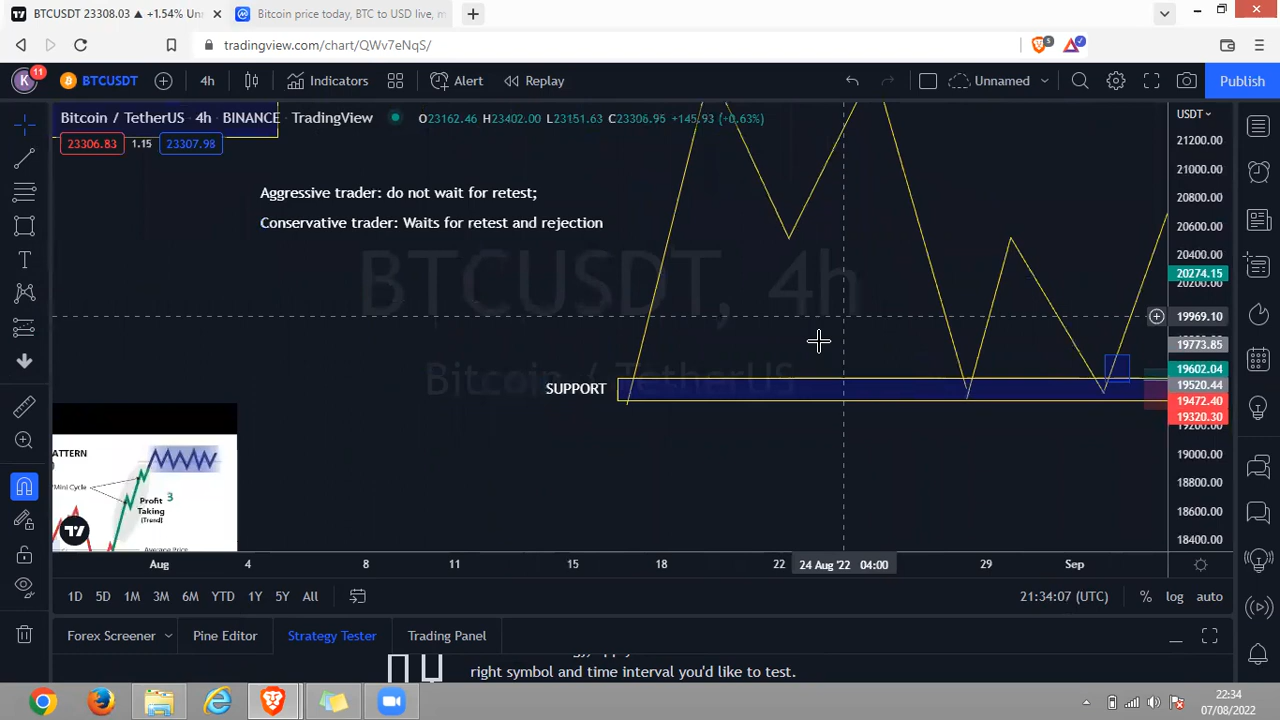 BTCUSDT 23308.03 ▲ +1.54% Un
Bitcoin price today, BTC to USD live, m
tradingview.com/chart/QWv7eNqS/
5
K 11
BTCUSDT
4h
Indicators
Alert
Replay
Unnamed
Publish
Bitcoin / TetherUS 4h BINANCE TradingView
O23162.46 H23402.00 L23151.63 C23306.95 +145.93 (+0.63%)
USDT
23306.83
1.15
23307.98
Aggressive trader: do not wait for retest;
Conservative trader: Waits for retest and rejection
BTCUSDT, 4h
Bitcoin / TetherUS
SUPPORT
21200.00
21000.00
20800.00
20600.00
20400.00
20274.15
20200.00
19969.10
19773.85
19602.04
19520.44
19472.40
19320.30
19200.00
19000.00
18800.00
18600.00
18400.00
ATTERN
Mini Cycle
Profit 3
Taking
(Trend)
Average Price
Aug
4
8
11
15
18
22
24 Aug '22 04:00
29
Sep
1D
5D
1M
3M
6M
YTD
1Y
5Y
All
21:34:07 (UTC)
%
log
auto
Forex Screener
Pine Editor
Strategy Tester
Trading Panel
right symbol and time interval you'd like to test.
22:34
07/08/2022